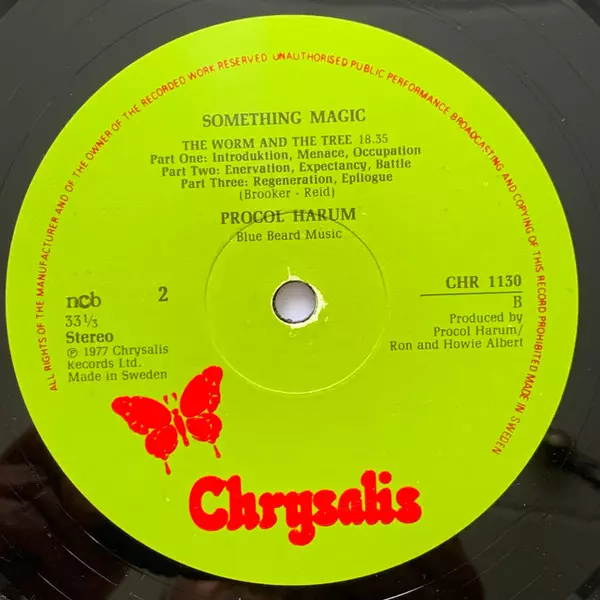 ALL RIGHTS OF THE MANUFACTURER AND OF THE OWNER OF THE RECORDED WORK RESERVED UNAUTHORISED PUBLIC PERFORMANCE BROADCASTING AND COPYING OF THIS RECORD PROHIBITED MADE IN SWEDEN
SOMETHING MAGIC
THE WORM AND THE TREE 18.35
Part One: Introduktion, Menace, Occupation
Part Two: Enervation, Expectancy, Battle
Part Three: Regeneration, Epilogue
(Brooker - Reid)
PROCOL HARUM
Blue Beard Music
ncb 2
33 1/3
Stereo
℗ 1977 Chrysalis
Records Ltd.
Made in Sweden
CHR 1130
B
Produced by
Procol Harum/
Ron and Howie Albert
Chrysalis